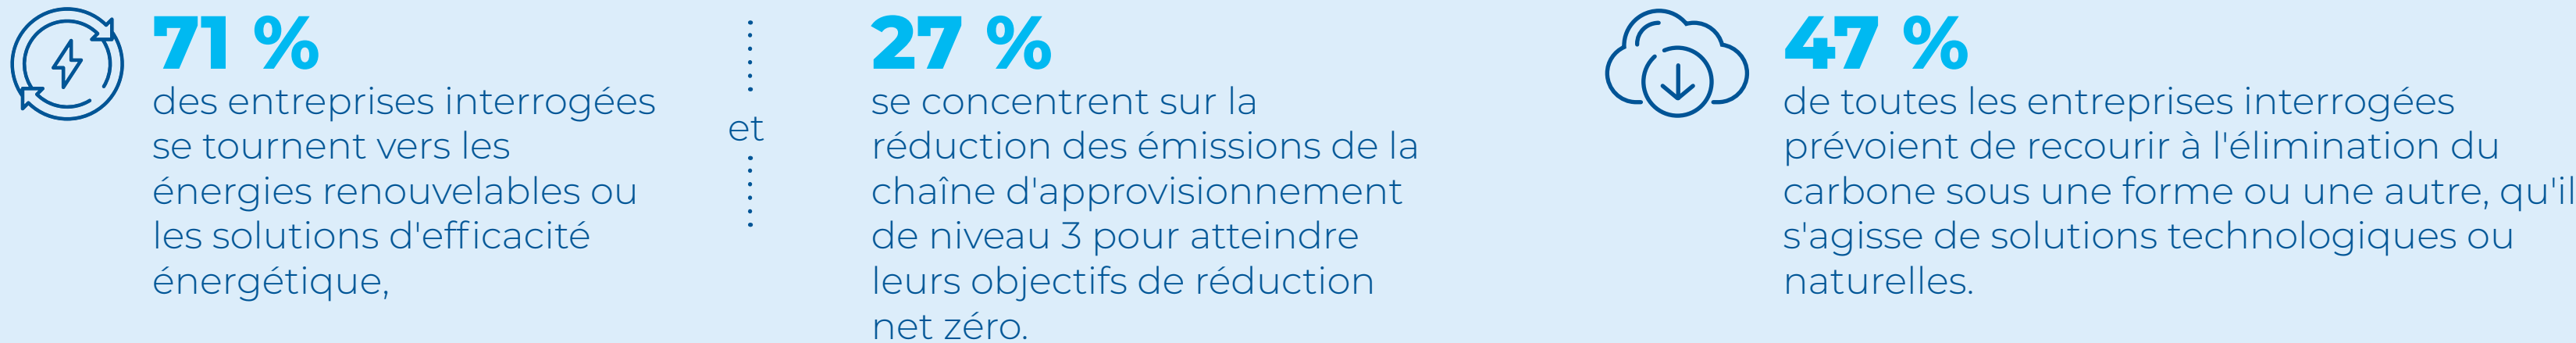 71 %
des entreprises interrogées
se tournent vers les
énergies renouvelables ou
les solutions d'efficacité
énergétique,
et
27 %
se concentrent sur la
réduction des émissions de la
chaîne d'approvisionnement
de niveau 3 pour atteindre
leurs objectifs de réduction
net zéro.
47 %
de toutes les entreprises interrogées
prévoient de recourir à l'élimination du
carbone sous une forme ou une autre, qu'il
s'agisse de solutions technologiques ou
naturelles.